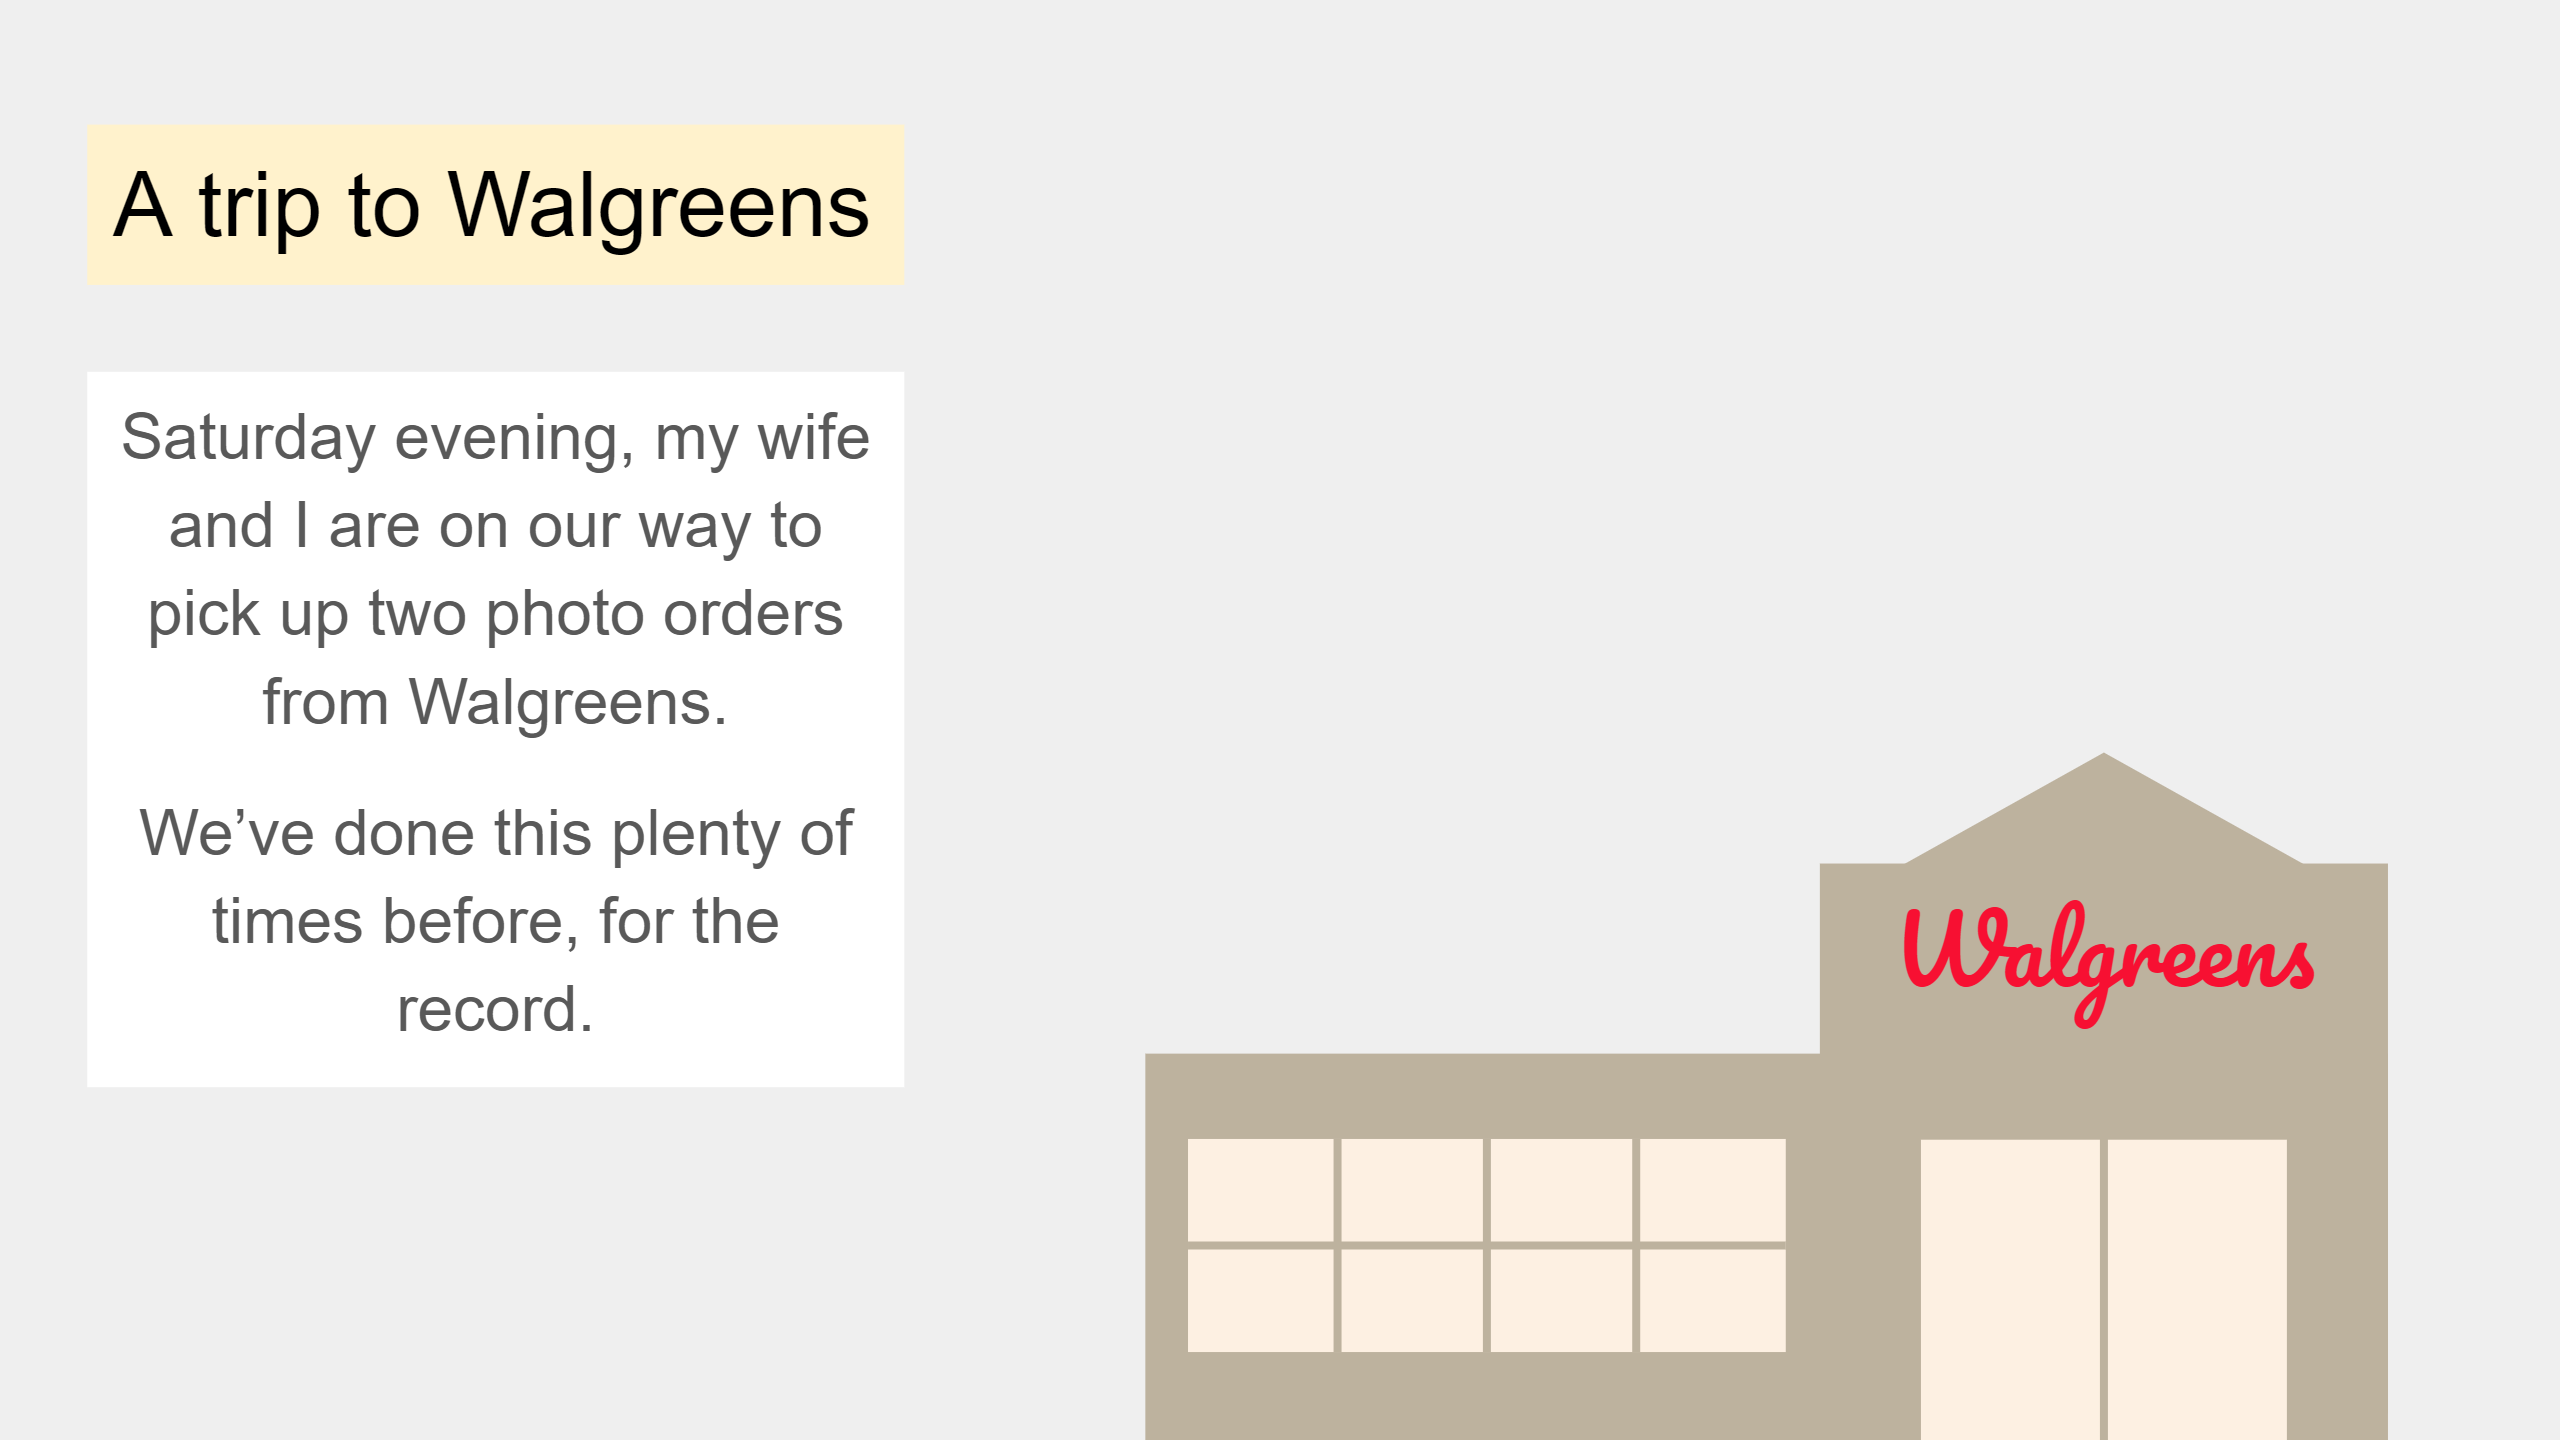 A trip to Walgreens
Saturday evening, my wife
and I are on our way to
pick up two photo orders
from Walgreens.
We’ve done this plenty of
times before, for the
record.
Walgreens